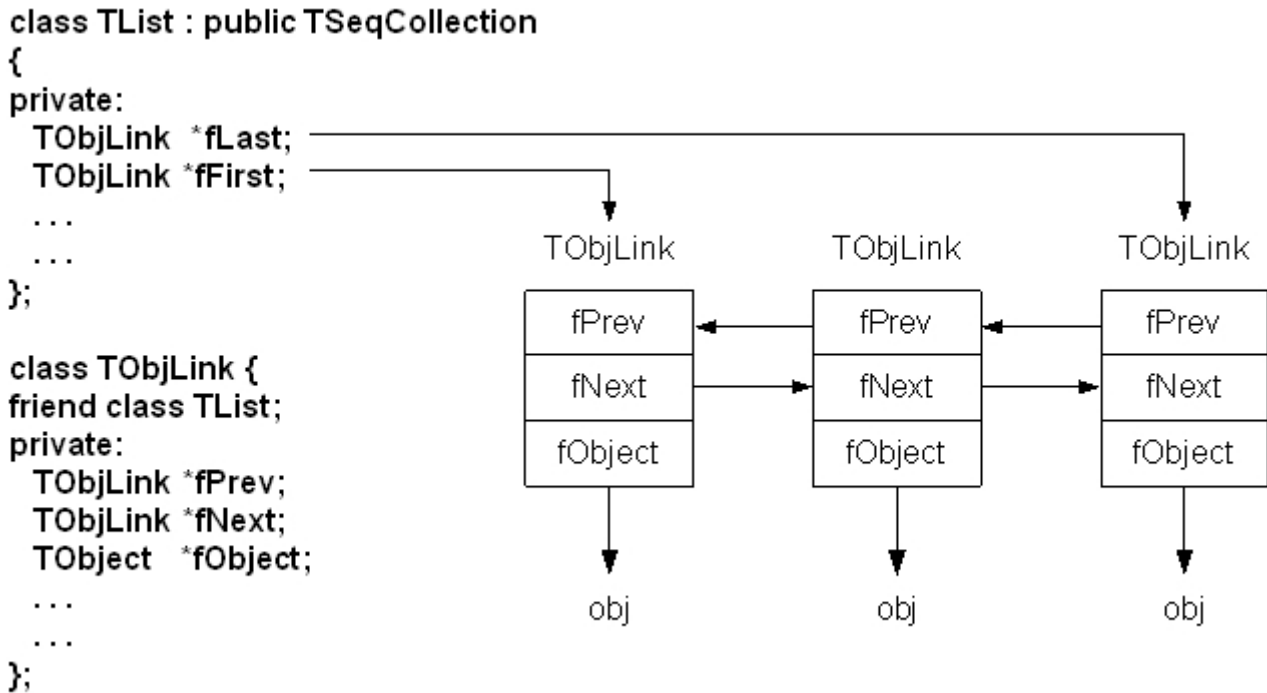 class TList : public TSeqCollection
{
private:
TObjLink *fLast;
TObjLink *fFirst;
. . .
. . .
};
class TObjLink {
friend class TList;
private:
TObjLink *fPrev;
TObjLink *fNext;
TObject *fObject;
. . .
. . .
};
TObjLink TObjLink TObjLink
fPrev fPrev fPrev
fNext fNext fNext
fObject fObject fObject
obj obj obj